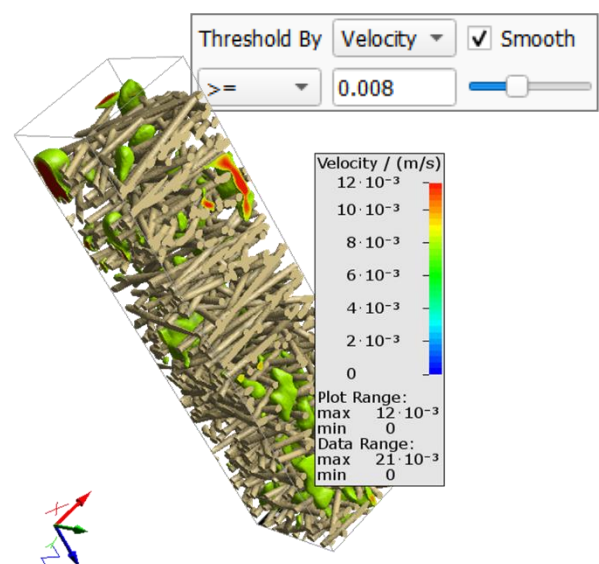 Threshold By Velocity Smooth
>= 0.008
Velocity / (m/s)
12·10⁻³
10·10⁻³
8·10⁻³
6·10⁻³
4·10⁻³
2·10⁻³
0
Plot Range:
max 12·10⁻³
min 0
Data Range:
max 21·10⁻³
min 0
X
Y
Z